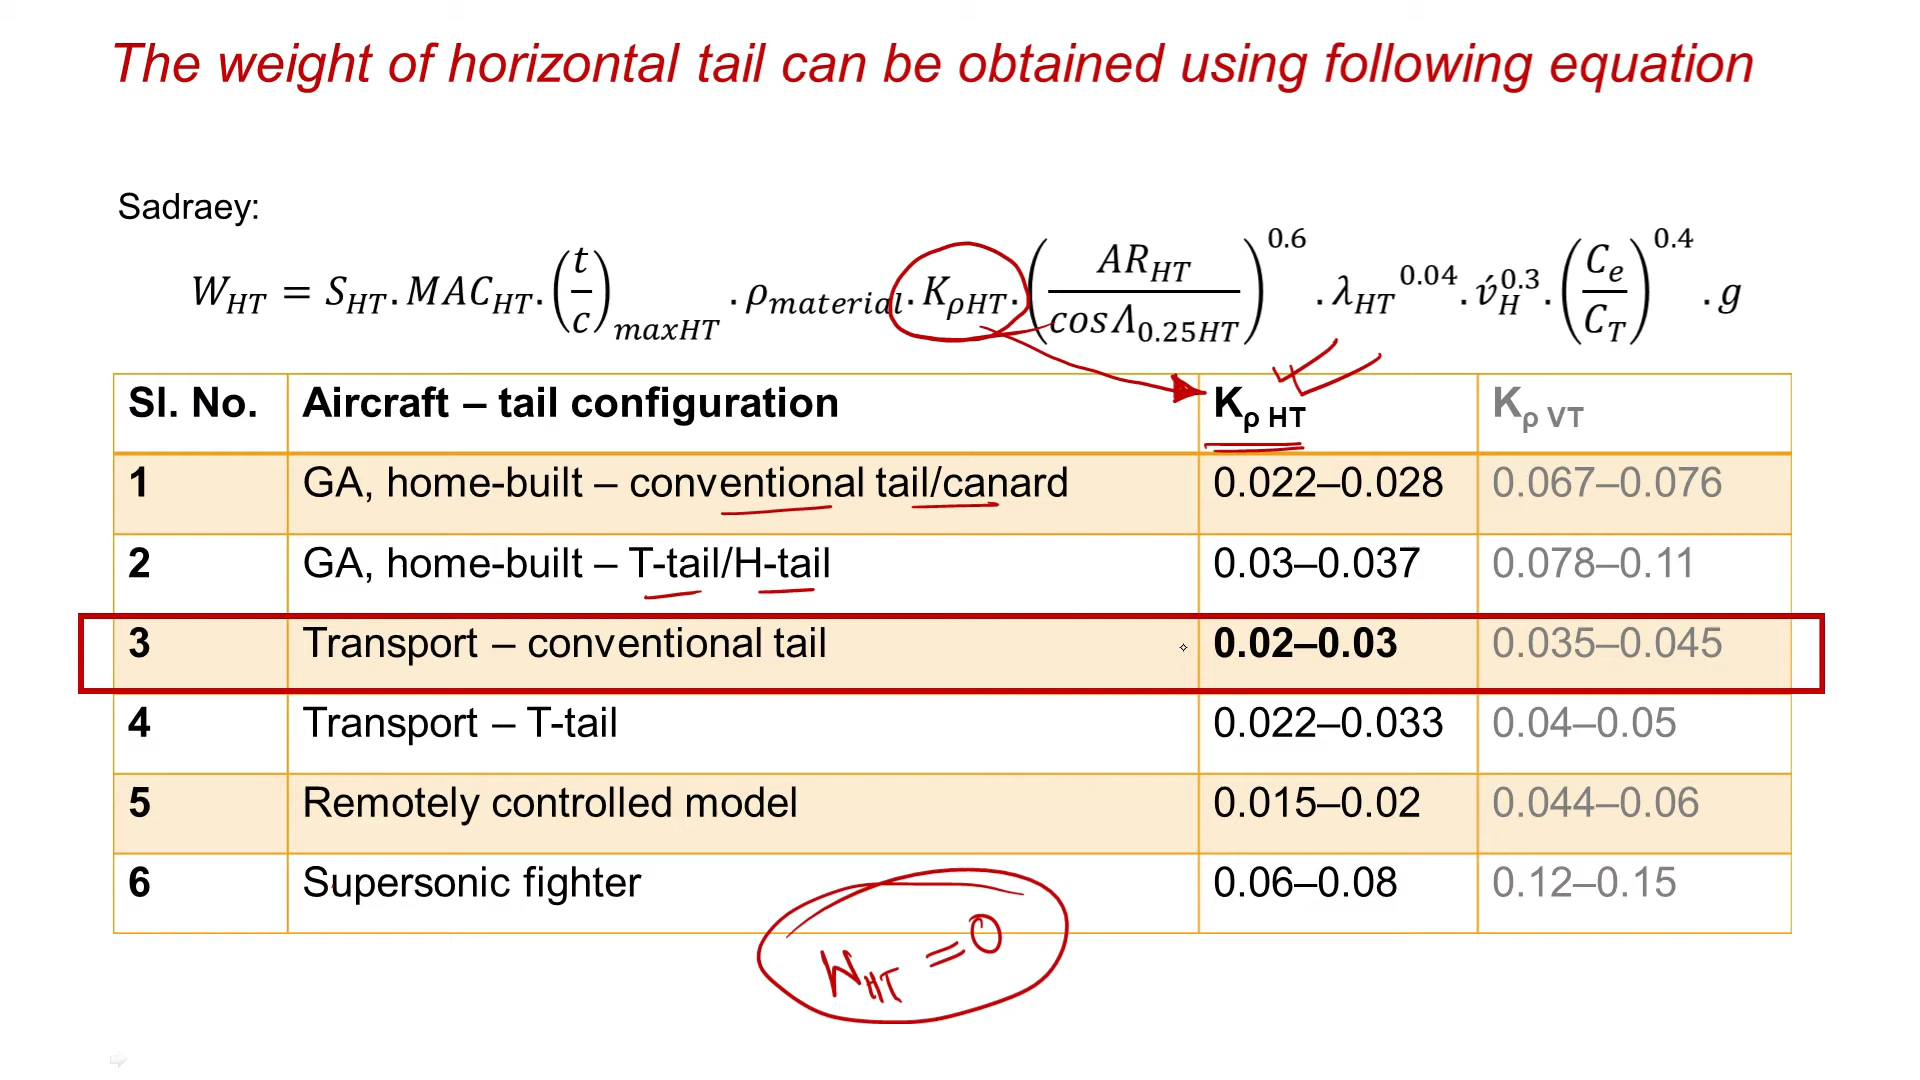 The weight of horizontal tail can be obtained using following equation
Sadraey:
W_HT = S_HT . MAC_HT . (t/c)_maxHT . ρ_material . K_ρHT . (AR_HT / cos Λ_0.25HT)^0.6 . λ_HT^0.04 . v́_H^0.3 . (C_e / C_T)^0.4 . g
Sl. No. Aircraft – tail configuration K_ρ HT K_ρ VT
1 GA, home-built – conventional tail/canard 0.022–0.028 0.067–0.076
2 GA, home-built – T-tail/H-tail 0.03–0.037 0.078–0.11
3 Transport – conventional tail 0.02–0.03 0.035–0.045
4 Transport – T-tail 0.022–0.033 0.04–0.05
5 Remotely controlled model 0.015–0.02 0.044–0.06
6 Supersonic fighter 0.06–0.08 0.12–0.15
W_HT = 0